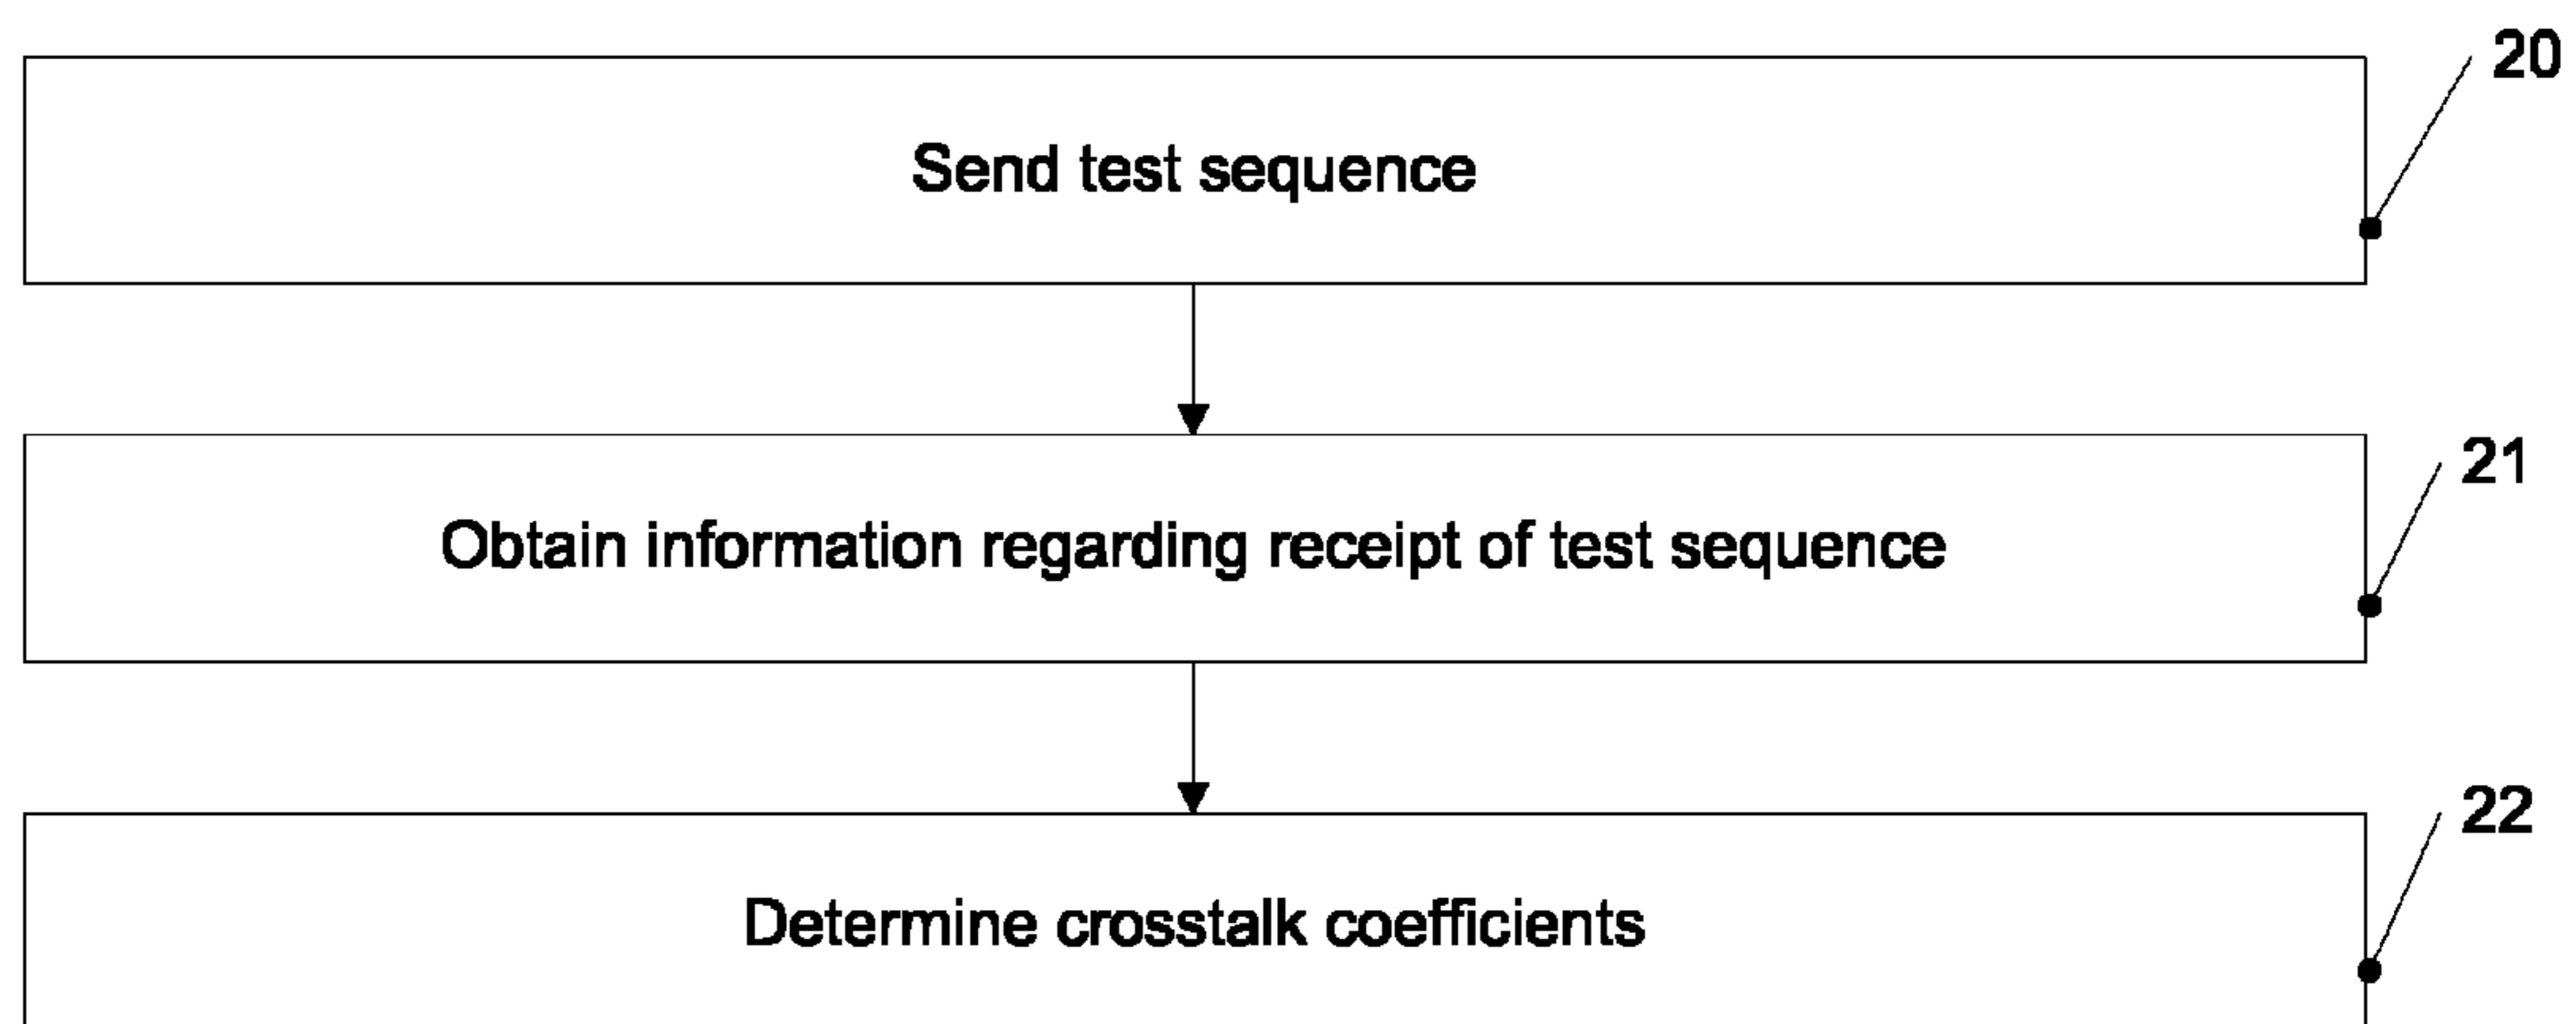 20
Send test sequence
21
Obtain information regarding receipt of test sequence
22
Determine crosstalk coefficients